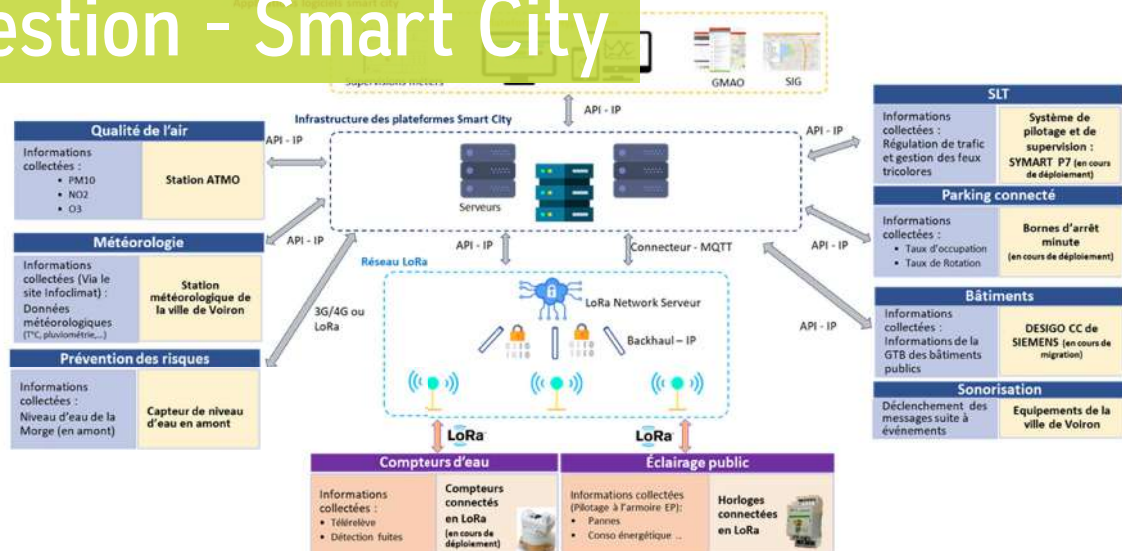 Applications logiciels smart city
estion - Smart City
GMAO
SIG
API - IP
Infrastructure des plateformes Smart City
Serveurs
API - IP
API - IP
API - IP
API - IP
Connecteur - MQTT
API - IP
API - IP
3G/4G ou
LoRa
Qualité de l'air
Informations
collectées :
• PM10
• NO2
• O3
Station ATMO
Météorologie
Informations
collectées (Via le
site Infoclimat) :
Données
météorologiques
(T°C, pluviométrie,...)
Station
météorologique de
la ville de Voiron
Prévention des risques
Informations
collectées :
Niveau d'eau de la
Morge (en amont)
Capteur de niveau
d'eau en amont
Réseau LoRa
LoRa Network Serveur
Backhaul – IP
LoRa
LoRa
Compteurs d'eau
Informations
collectées :
• Télérelève
• Détection fuites
Compteurs
connectés
en LoRa
(en cours de
déploiement)
Éclairage public
Informations collectées
(Pilotage à l'armoire EP):
• Pannes
• Conso énergétique ..
Horloges
connectées
en LoRa
SLT
Informations
collectées :
Régulation de trafic
et gestion des feux
tricolores
Système de
pilotage et de
supervision :
SYMART P7 (en cours
de déploiement)
Parking connecté
Informations
collectées :
• Taux d'occupation
• Taux de Rotation
Bornes d'arrêt
minute
(en cours de déploiement)
Bâtiments
Informations
collectées :
Informations de la
GTB des bâtiments
publics
DESIGO CC de
SIEMENS (en cours de
migration)
Sonorisation
Déclenchement des
messages suite à
événements
Equipements de la
ville de Voiron